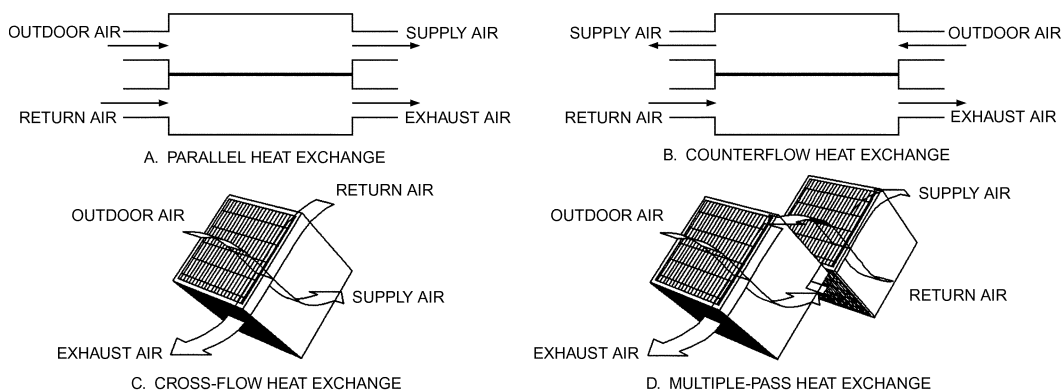 OUTDOOR AIR
SUPPLY AIR
RETURN AIR
EXHAUST AIR
A. PARALLEL HEAT EXCHANGE
SUPPLY AIR
OUTDOOR AIR
RETURN AIR
EXHAUST AIR
B. COUNTERFLOW HEAT EXCHANGE
RETURN AIR
OUTDOOR AIR
SUPPLY AIR
EXHAUST AIR
C. CROSS-FLOW HEAT EXCHANGE
SUPPLY AIR
OUTDOOR AIR
RETURN AIR
EXHAUST AIR
D. MULTIPLE-PASS HEAT EXCHANGE